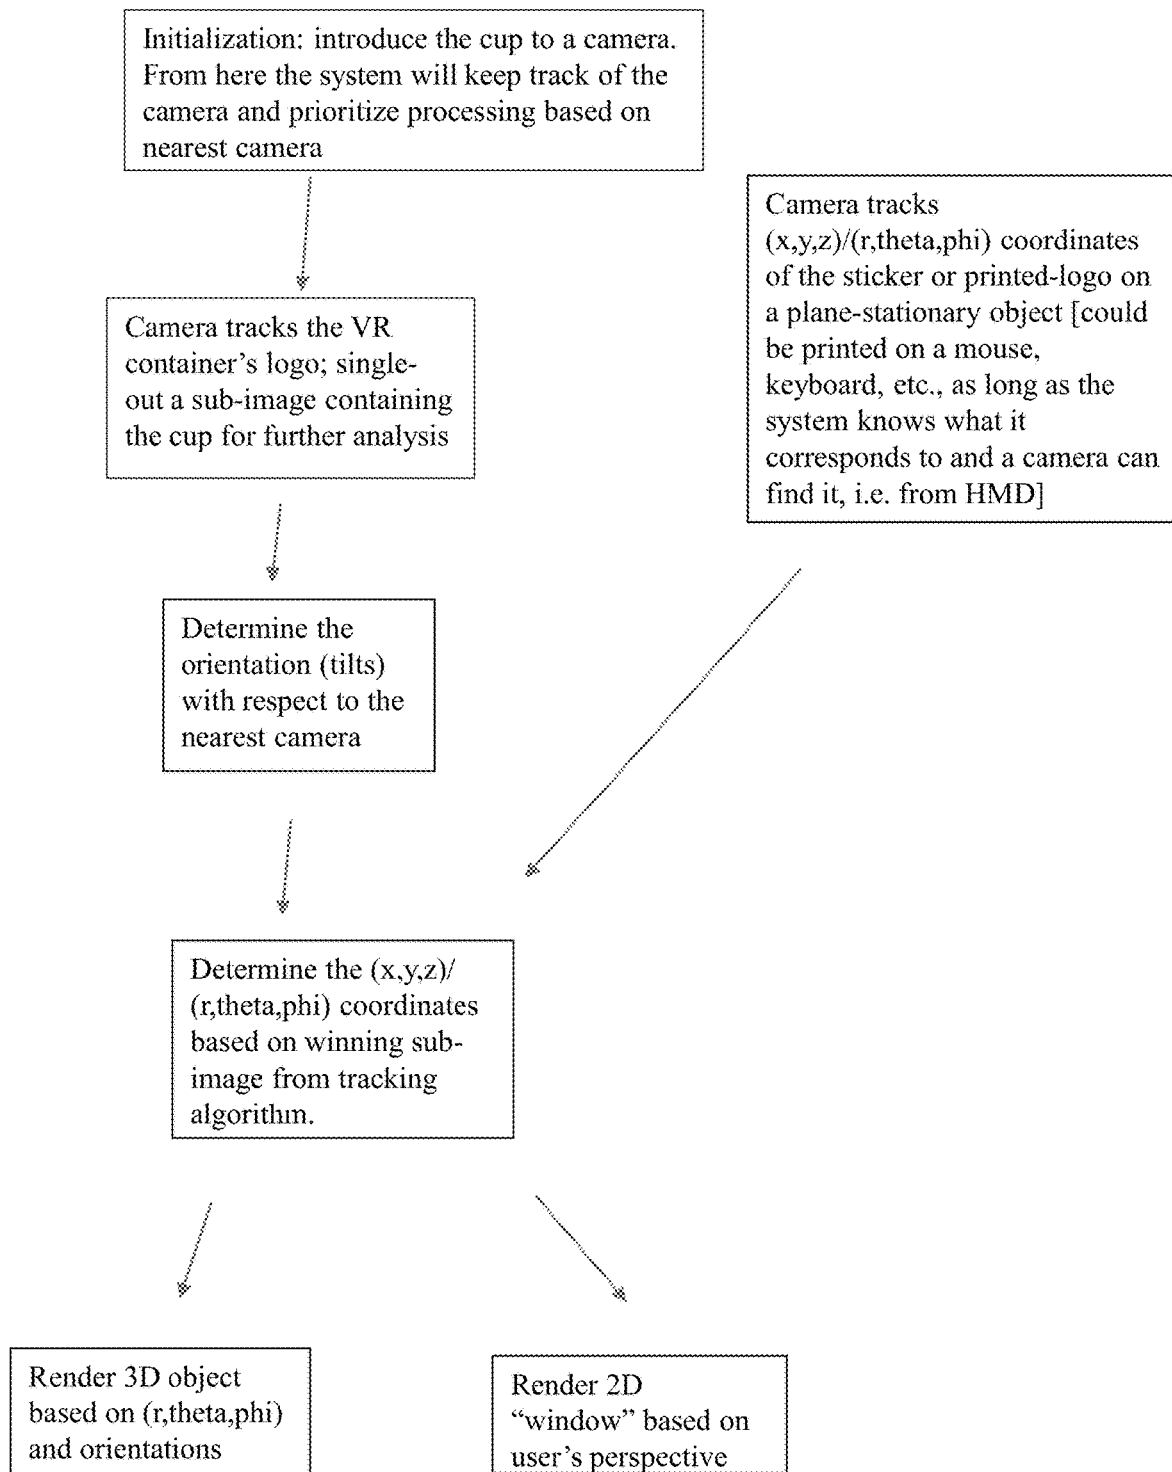 Initialization: introduce the cup to a camera.
From here the system will keep track of the
camera and prioritize processing based on
nearest camera
Camera tracks
(x,y,z)/(r,theta,phi) coordinates
of the sticker or printed-logo on
a plane-stationary object [could
be printed on a mouse,
keyboard, etc., as long as the
system knows what it
corresponds to and a camera can
find it, i.e. from HMD]
Camera tracks the VR
container's logo; single-
out a sub-image containing
the cup for further analysis
Determine the
orientation (tilts)
with respect to the
nearest camera
Determine the (x,y,z)/
(r,theta,phi) coordinates
based on winning sub-
image from tracking
algorithm.
Render 3D object
based on (r,theta,phi)
and orientations
Render 2D
“window” based on
user's perspective